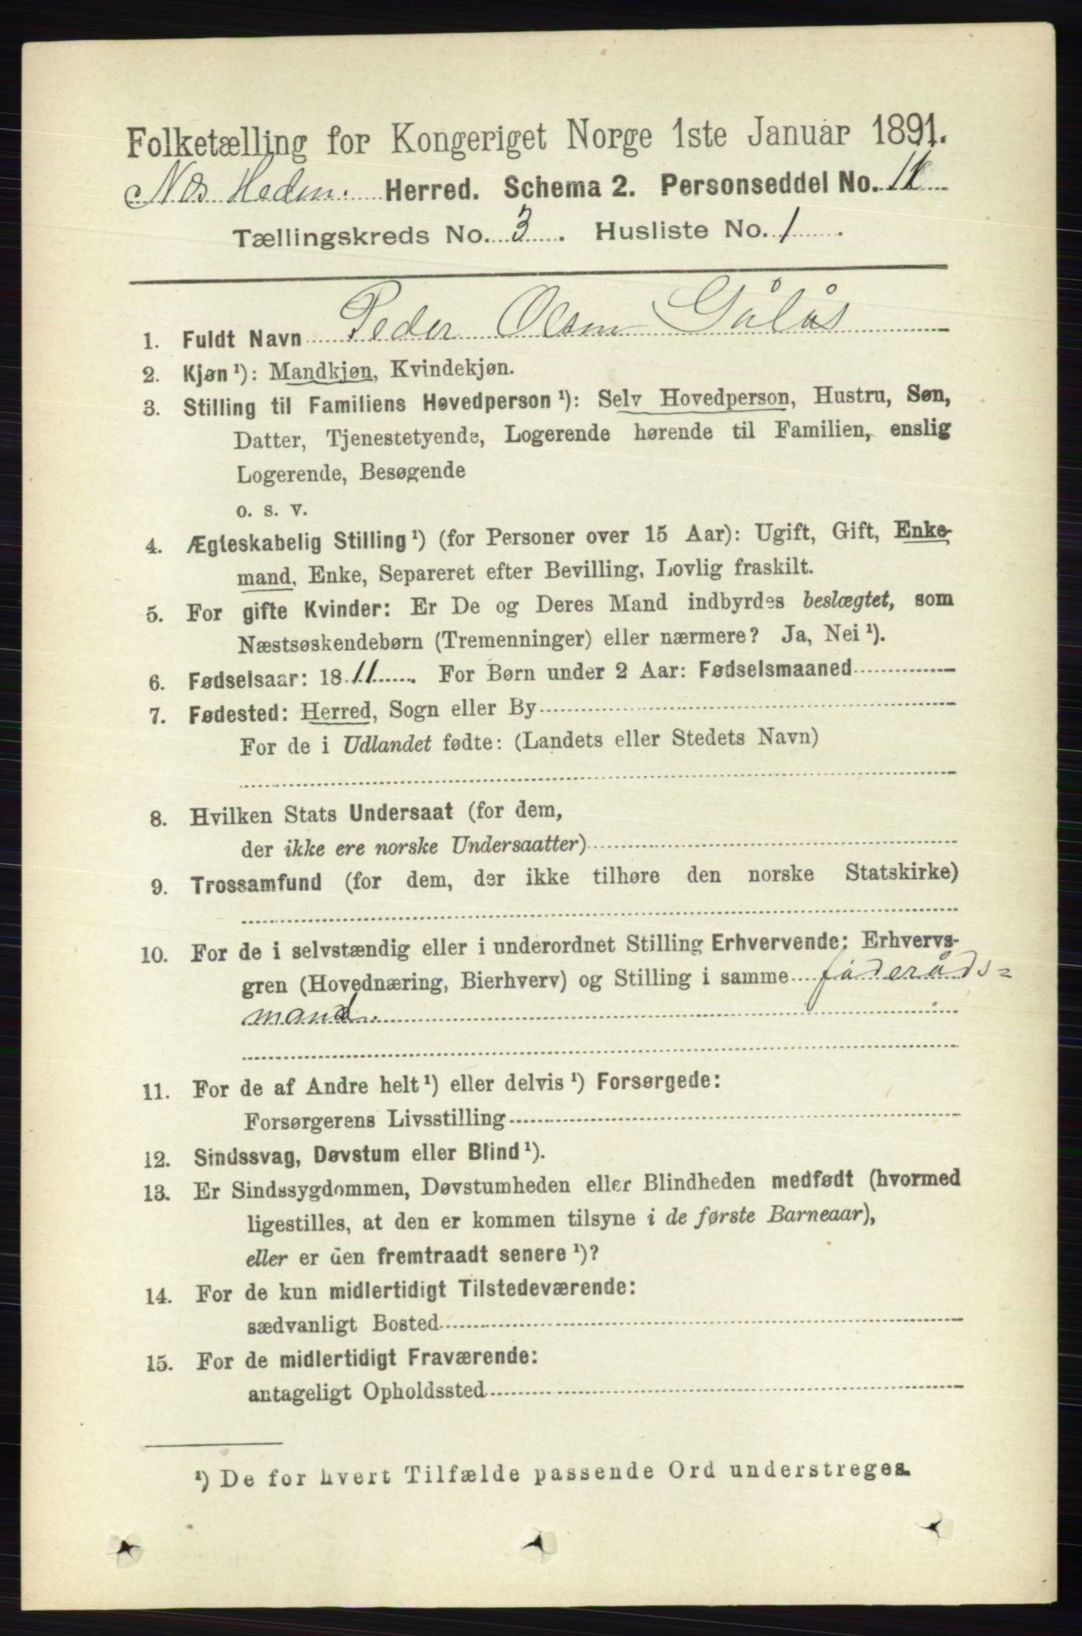 Folketælling for Kongeriget Norge 1ste Januar 1891.
Næs Heden. Herred. Schema 2. Personseddel No. 11
Tællingskreds No. 3. Husliste No. 1.
1. Fuldt Navn Peder Olsen Gålås
2. Kjøn ¹): Mandkjøn, Kvindekjøn.
3. Stilling til Familiens Hovedperson ¹): Selv Hovedperson, Hustru, Søn,
Datter, Tjenestetyende, Logerende hørende til Familien, enslig
Logerende, Besøgende
o. s. v.
4. Ægteskabelig Stilling ¹) (for Personer over 15 Aar): Ugift, Gift, Enke-
mand, Enke, Separeret efter Bevilling, Lovlig fraskilt.
5. For gifte Kvinder: Er De og Deres Mand indbyrdes beslægtet, som
Næstsøskendebørn (Tremenninger) eller nærmere? Ja, Nei ¹).
6. Fødselsaar: 1811. For Børn under 2 Aar: Fødselsmaaned
7. Fødested: Herred, Sogn eller By
For de i Udlandet fødte: (Landets eller Stedets Navn)
8. Hvilken Stats Undersaat (for dem,
der ikke ere norske Undersaatter)
9. Trossamfund (for dem, der ikke tilhøre den norske Statskirke)
10. For de i selvstændig eller i underordnet Stilling Erhvervende: Erhvervs-
gren (Hovednæring, Bierhverv) og Stilling i samme føderåds=
mand.
11. For de af Andre helt ¹) eller delvis ¹) Forsørgede:
Forsørgerens Livsstilling
12. Sindssvag, Døvstum eller Blind ¹).
13. Er Sindssygdommen, Døvstumheden eller Blindheden medfødt (hvormed
ligestilles, at den er kommen tilsyne i de første Barneaar),
eller er den fremtraadt senere ¹)?
14. For de kun midlertidigt Tilstedeværende:
sædvanligt Bosted
15. For de midlertidigt Fraværende:
antageligt Opholdssted
¹) De for hvert Tilfælde passende Ord understreges.